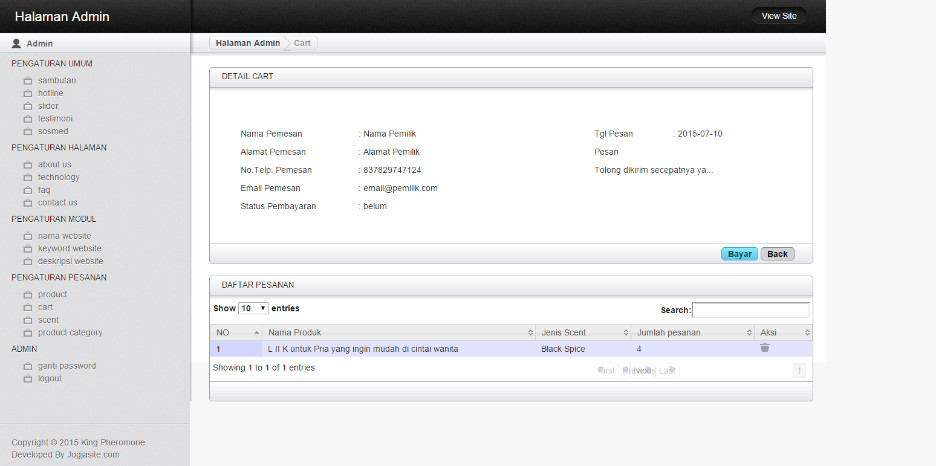 Halaman Admin
View Site
Admin
Halaman Admin Cart
PENGATURAN UMUM
sambutan
hotline
slider
testimoni
sosmed
PENGATURAN HALAMAN
about us
technology
faq
contact us
PENGATURAN MODUL
nama website
keyword website
deskripsi website
PENGATURAN PESANAN
product
cart
scent
product category
ADMIN
ganti password
logout
Copyright © 2015 King Pheromone
Developed By Jogjasite.com
DETAIL CART
Nama Pemesan : Nama Pemilik Tgl Pesan : 2015-07-10
Alamat Pemesan : Alamat Pemilik Pesan
No.Telp. Pemesan : 837829747124 Tolong dikirim secepatnya ya...
Email Pemesan : email@pemilik.com
Status Pembayaran : belum
Bayar Back
DAFTAR PESANAN
Show 10 entries Search:
NO Nama Produk Jenis Scent Jumlah pesanan Aksi
1 L II K untuk Pria yang ingin mudah di cintai wanita Black Spice 4
Showing 1 to 1 of 1 entries First Previous Next Last 1